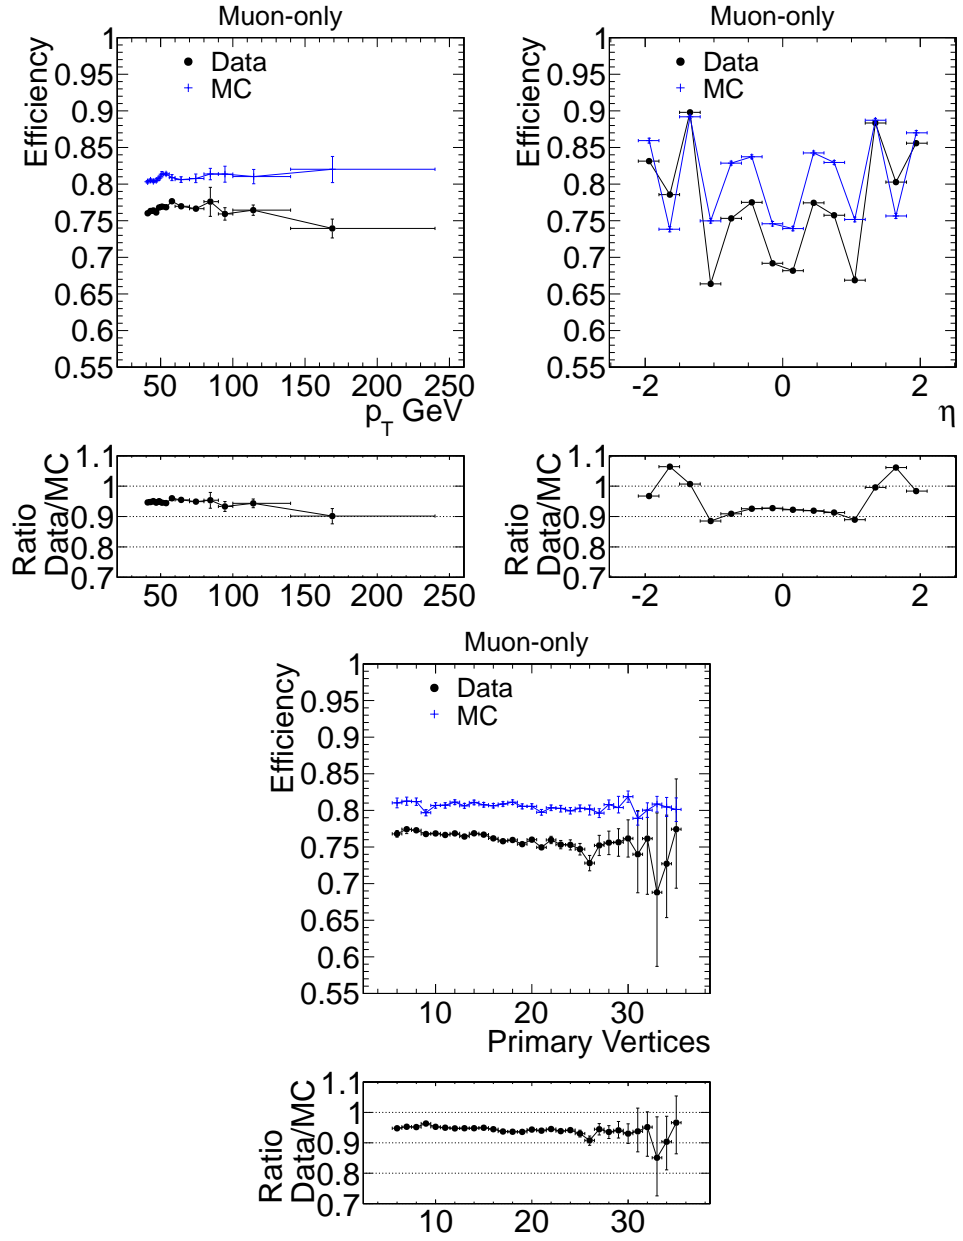 Muon-only
Efficiency
1
0.95
0.9
0.85
0.8
0.75
0.7
0.65
0.6
0.55
Data
MC
50 100 150 200 250
p_T GeV
Ratio
Data/MC
1.1
1
0.9
0.8
0.7
50 100 150 200 250
Muon-only
Efficiency
1
0.95
0.9
0.85
0.8
0.75
0.7
0.65
0.6
0.55
Data
MC
-2 0 2
η
Ratio
Data/MC
1.1
1
0.9
0.8
0.7
-2 0 2
Muon-only
Efficiency
1
0.95
0.9
0.85
0.8
0.75
0.7
0.65
0.6
0.55
Data
MC
10 20 30
Primary Vertices
Ratio
Data/MC
1.1
1
0.9
0.8
0.7
10 20 30